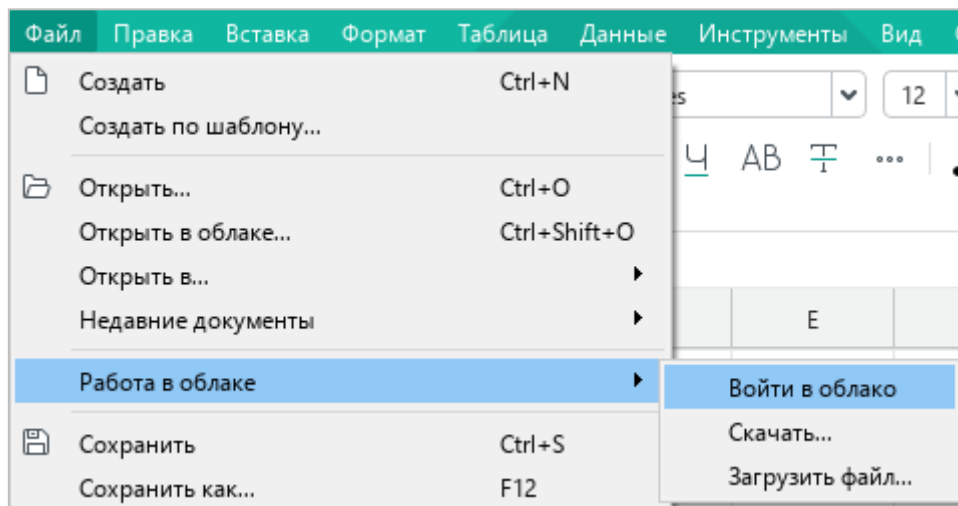 Файл Правка Вставка Формат Таблица Данные Инструменты Вид
Создать Ctrl+N
Создать по шаблону...
Открыть... Ctrl+O
Открыть в облаке... Ctrl+Shift+O
Открыть в...
Недавние документы
Работа в облаке
Сохранить Ctrl+S
Сохранить как... F12
Войти в облако
Скачать...
Загрузить файл...
es 12
Ч АВ Т
E